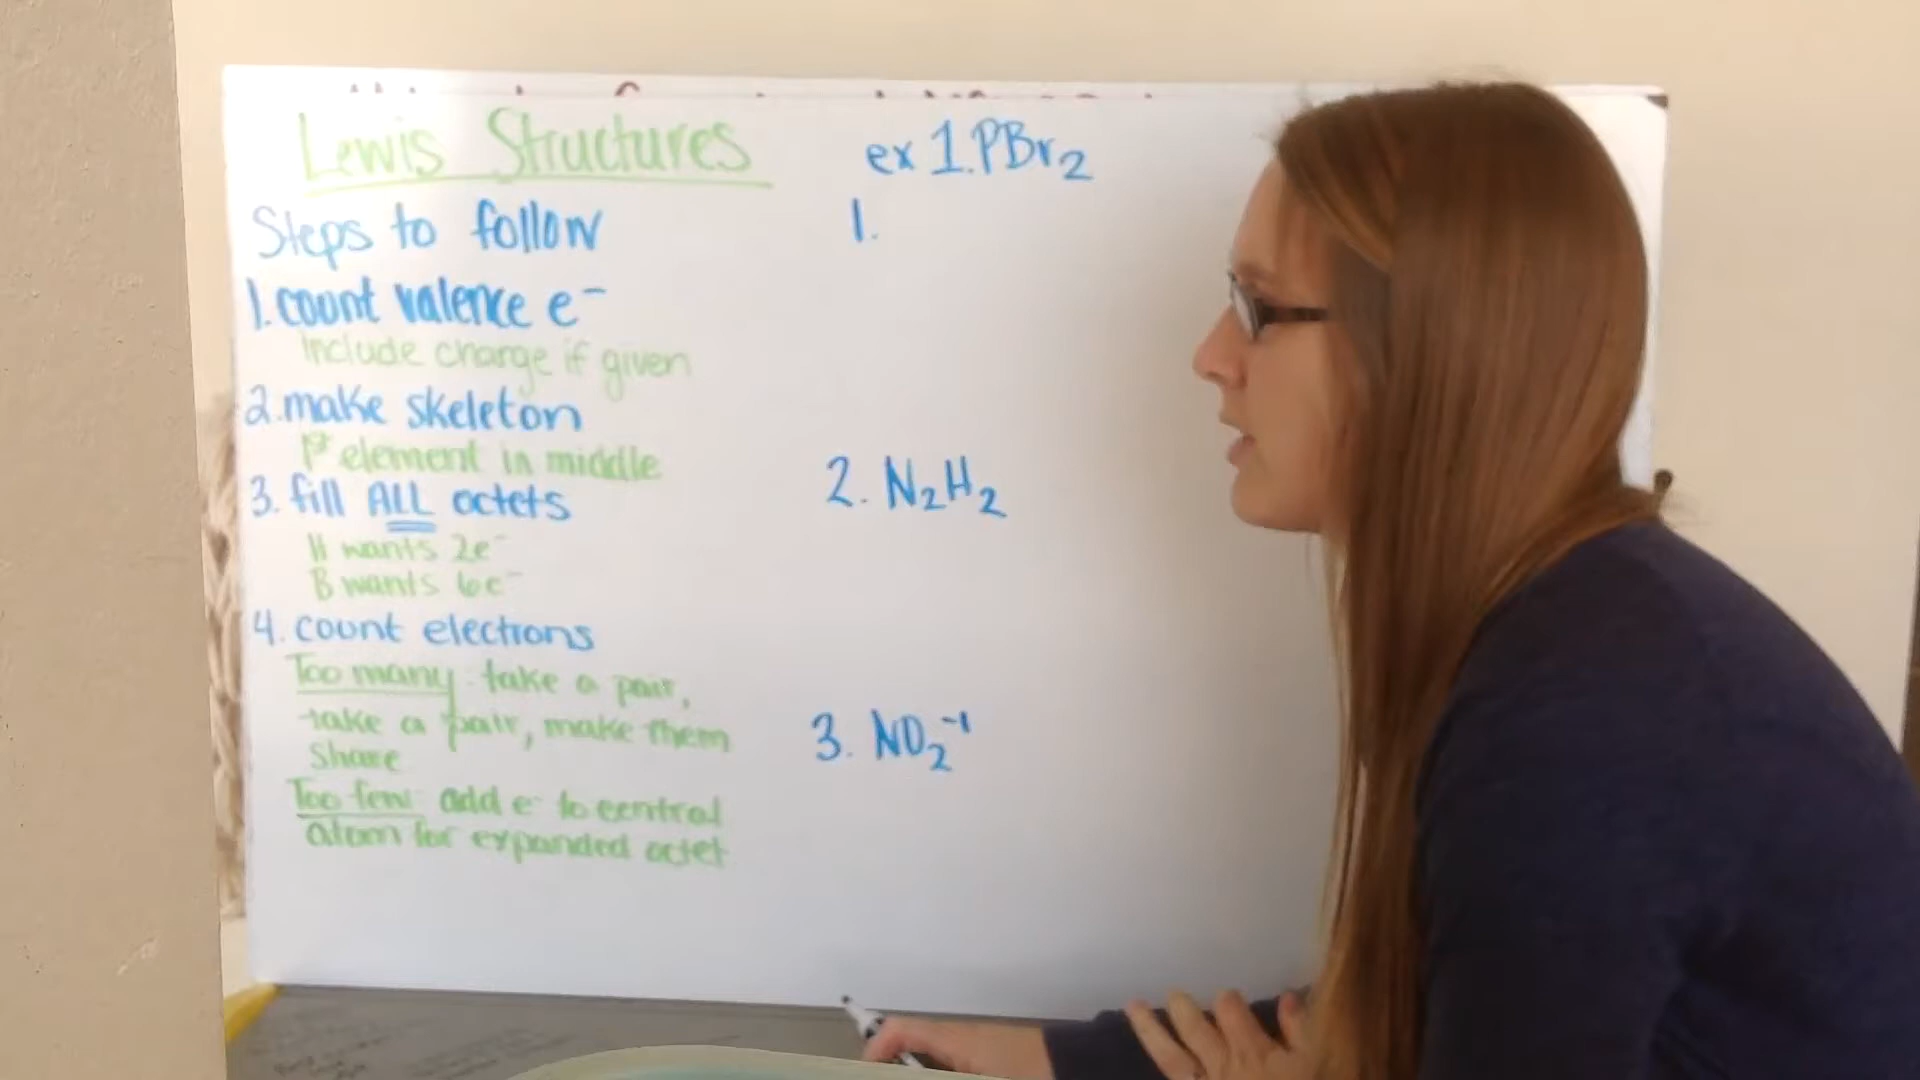 Lewis Structures
Steps to follow
1. count valence e⁻
include charge if given
2. make skeleton
1st element in middle
3. fill ALL octets
H wants 2e⁻
B wants 6e⁻
4. count electrons
Too many - take a pair,
take a pair, make them
share
Too few: add e⁻ to central
atom for expanded octet
ex 1. PBr₂
1.
2. N₂H₂
3. NO₂⁻¹